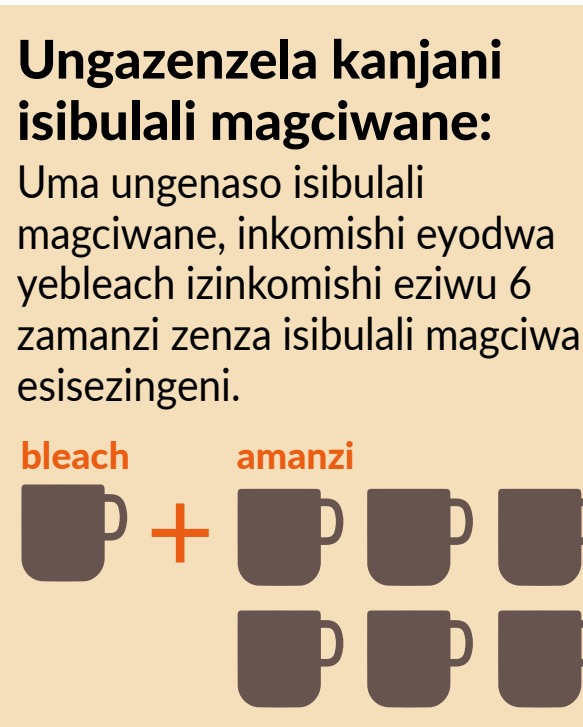 Ungazenzela kanjani
isibulali magciwane:
Uma ungenaso isibulali
magciwane, inkomishi eyodwa
yebleach izinkomishi eziwu 6
zamanzi zenza isibulali magciwa
esisezingeni.
bleach amanzi
+